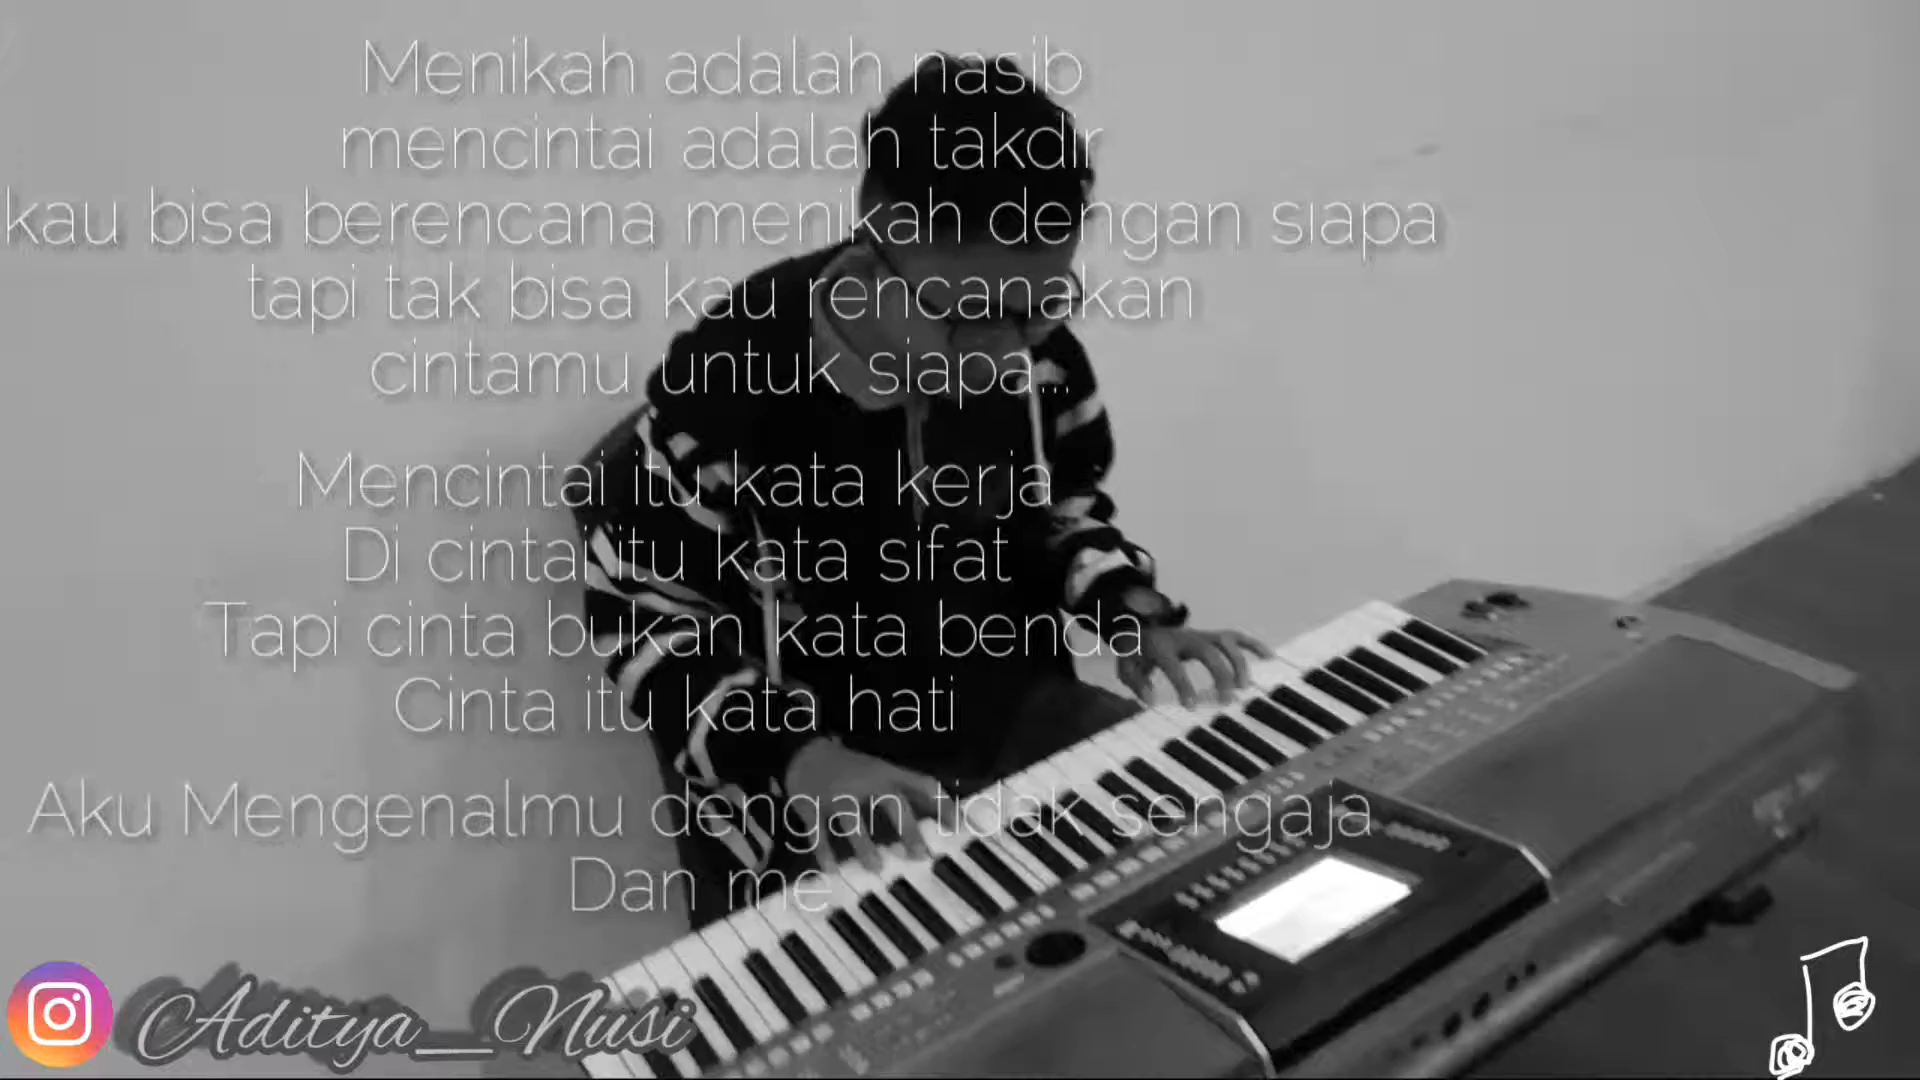 Menikah adalah nasib
mencintai adalah takdir
kau bisa berencana menikah dengan siapa
tapi tak bisa kau rencanakan
cintamu untuk siapa...
Mencintai itu kata kerja
Di cintai itu kata sifat
Tapi cinta bukan kata benda
Cinta itu kata hati
Aku Mengenalmu dengan tidak sengaja
Dan me
Aditya_Nusi